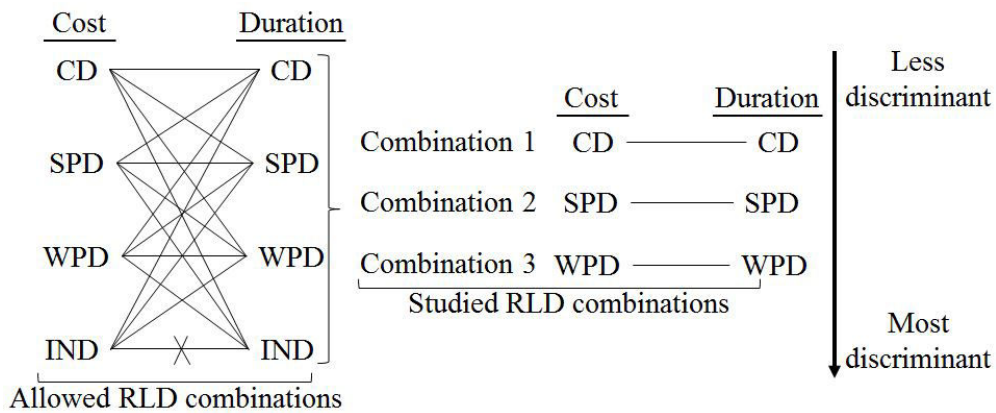 Cost Duration
CD CD
SPD SPD
WPD WPD
IND IND
Allowed RLD combinations
Cost Duration
Combination 1 CD CD
Combination 2 SPD SPD
Combination 3 WPD WPD
Studied RLD combinations
Less
discriminant
Most
discriminant